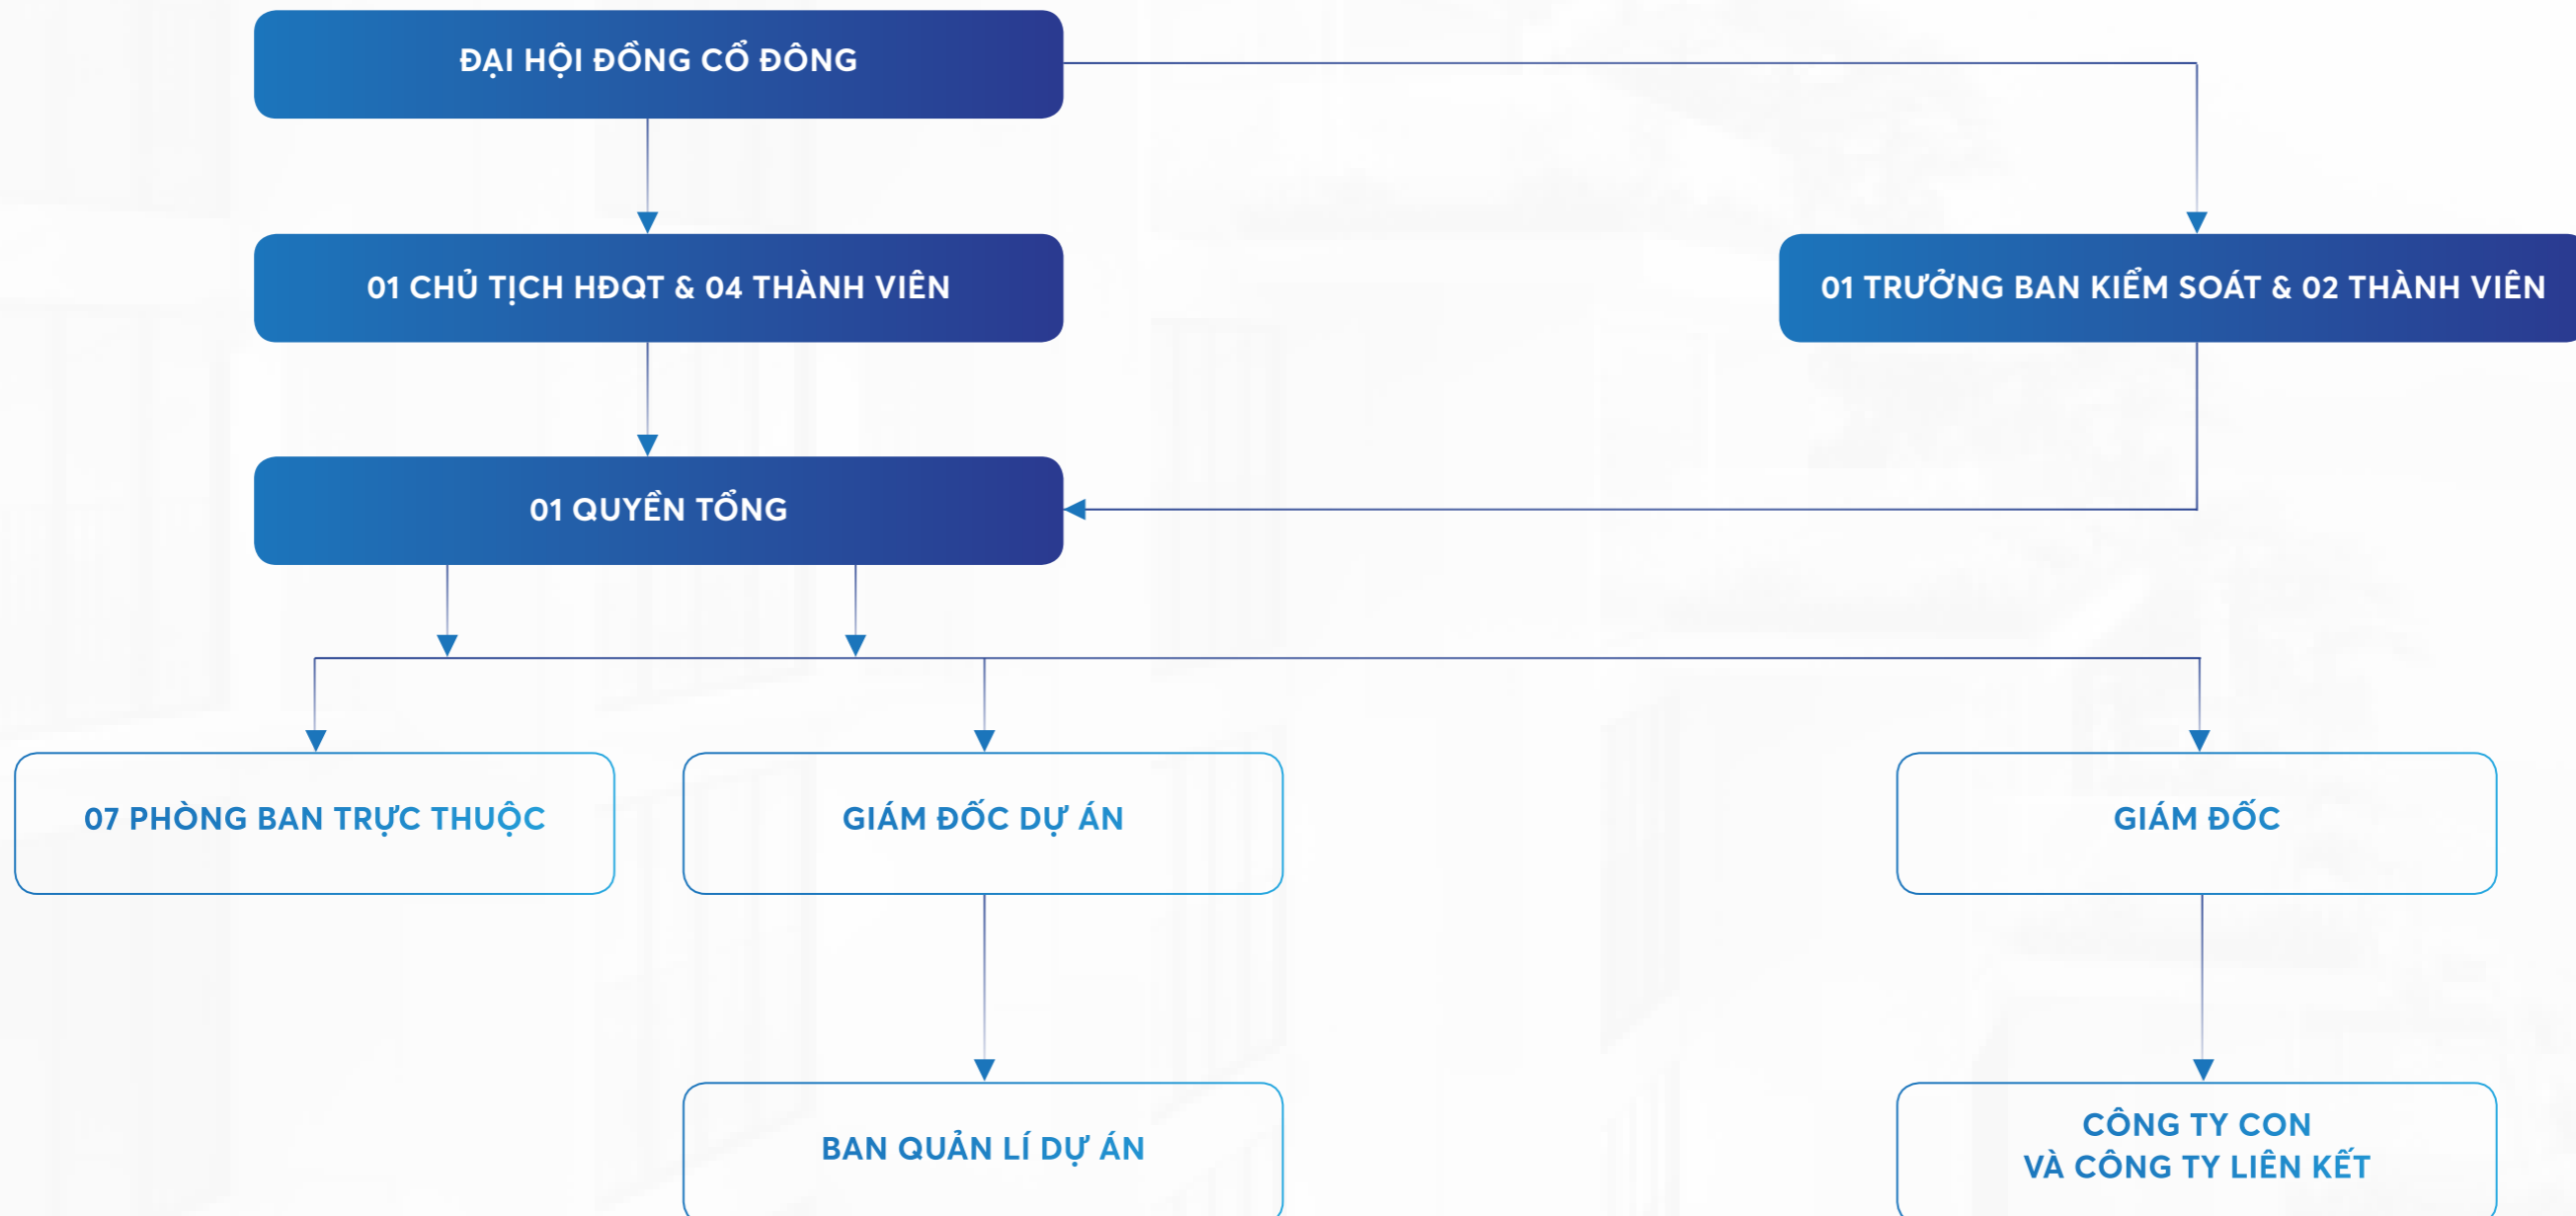 ĐẠI HỘI ĐỒNG CỔ ĐÔNG
01 CHỦ TỊCH HĐQT & 04 THÀNH VIÊN
01 TRƯỞNG BAN KIỂM SOÁT & 02 THÀNH VIÊN
01 QUYỀN TỔNG
07 PHÒNG BAN TRỰC THUỘC
GIÁM ĐỐC DỰ ÁN
GIÁM ĐỐC
BAN QUẢN LÍ DỰ ÁN
CÔNG TY CON
VÀ CÔNG TY LIÊN KẾT